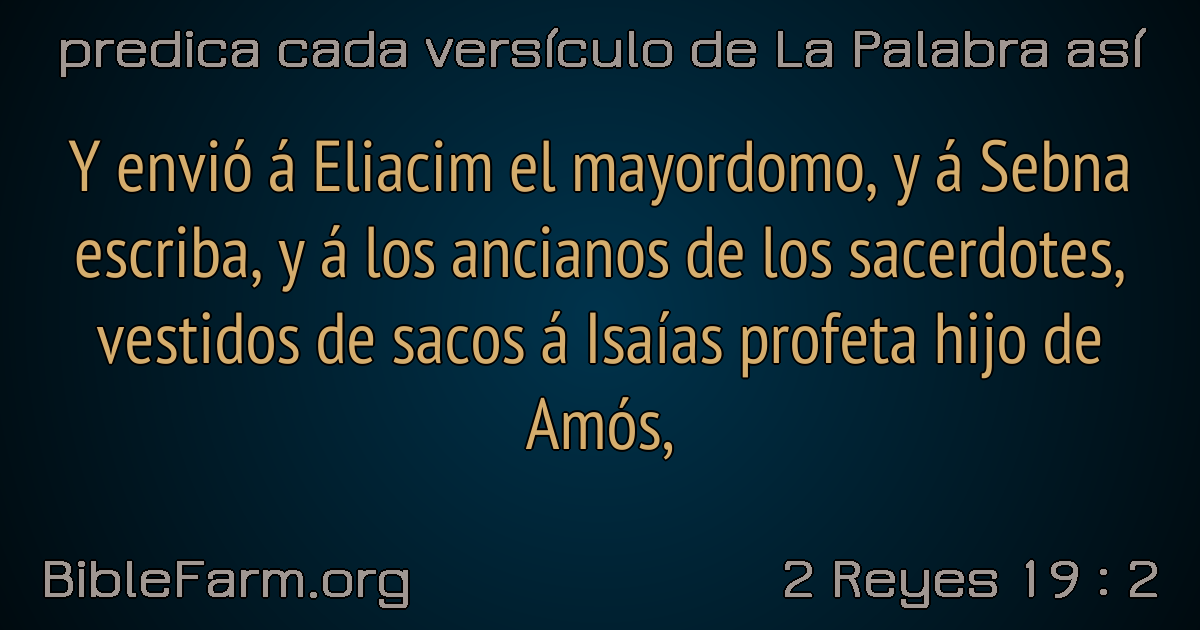 predica cada versículo de La Palabra así
Y envió á Eliacim el mayordomo, y á Sebna
escriba, y á los ancianos de los sacerdotes,
vestidos de sacos á Isaías profeta hijo de
Amós,
BibleFarm.org
2 Reyes 19 : 2